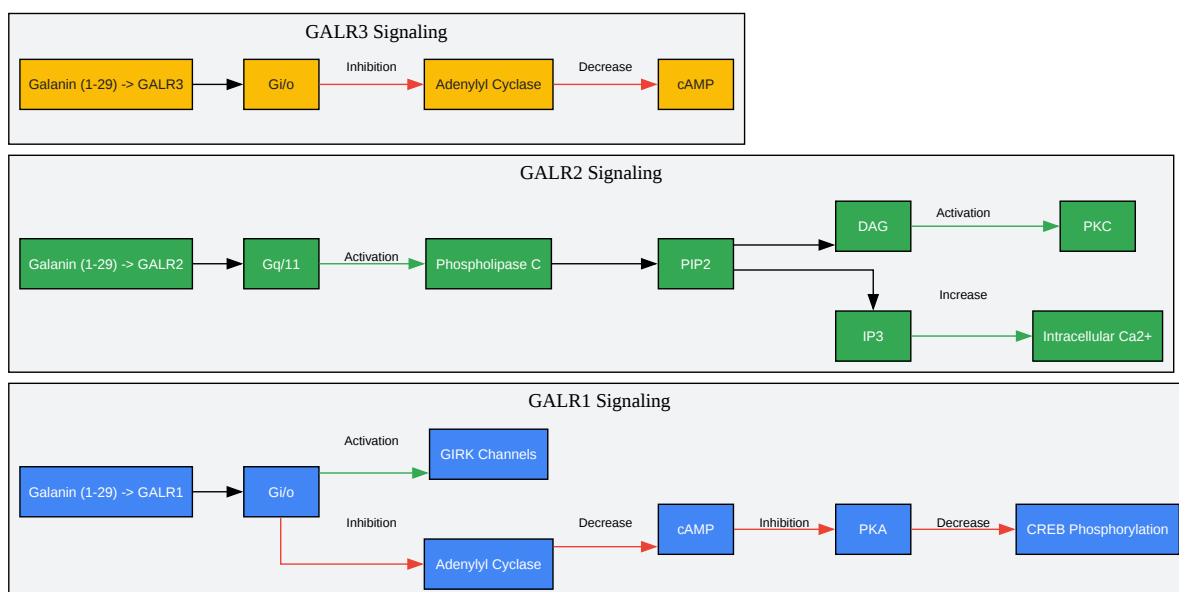 GALR3 Signaling
Galanin (1-29) -> GALR3
Gi/o
Inhibition
Adenylyl Cyclase
Decrease
cAMP
GALR2 Signaling
Galanin (1-29) -> GALR2
Gq/11
Activation
Phospholipase C
PIP2
DAG
Activation
PKC
IP3
Increase
Intracellular Ca2+
GALR1 Signaling
Galanin (1-29) -> GALR1
Gi/o
Activation
GIRK Channels
Inhibition
Adenylyl Cyclase
Decrease
cAMP
Inhibition
PKA
Decrease
CREB Phosphorylation